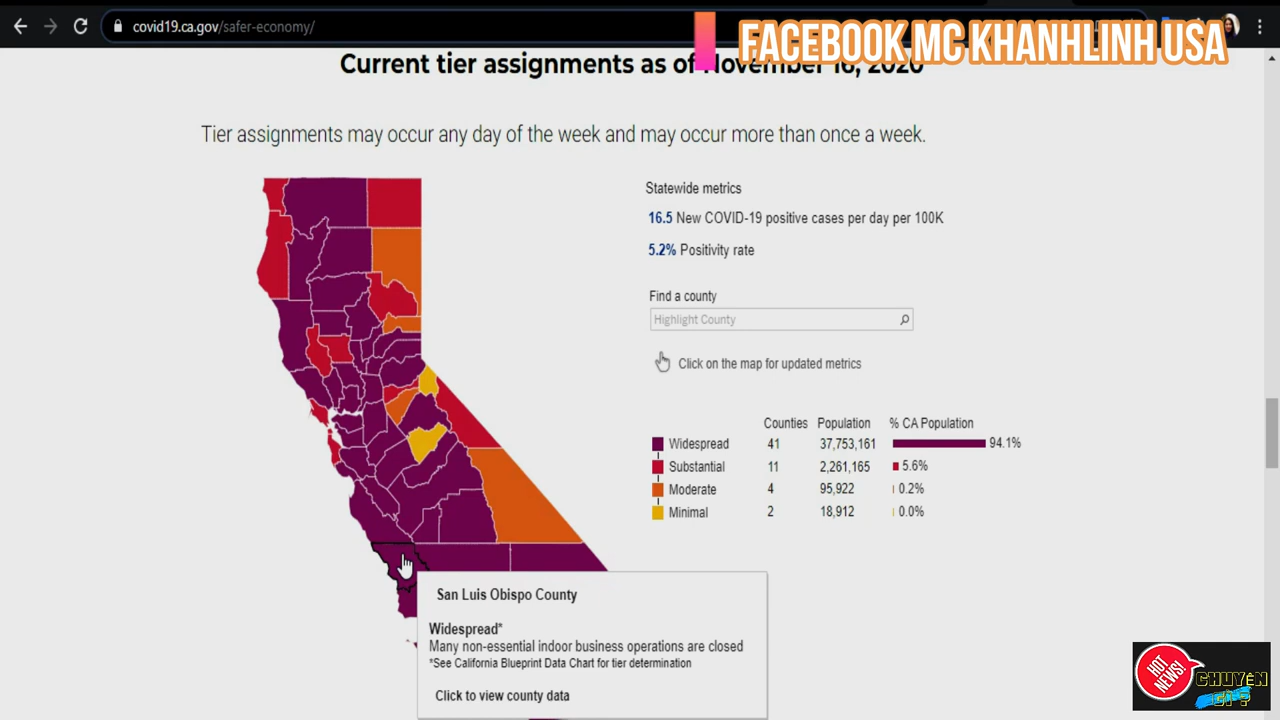 covid19.ca.gov/safer-economy/
FACEBOOK MC KHANHLINH USA
Current tier assignments as of November 16, 2020
Tier assignments may occur any day of the week and may occur more than once a week.
Statewide metrics
16.5 New COVID-19 positive cases per day per 100K
5.2% Positivity rate
Find a county
Highlight County
Click on the map for updated metrics
Counties Population % CA Population
Widespread 41 37,753,161 94.1%
Substantial 11 2,261,165 5.6%
Moderate 4 95,922 0.2%
Minimal 2 18,912 0.0%
San Luis Obispo County
Widespread*
Many non-essential indoor business operations are closed
*See California Blueprint Data Chart for tier determination
Click to view county data
HOT
NEWS!
CHUYỆN
GÌ?